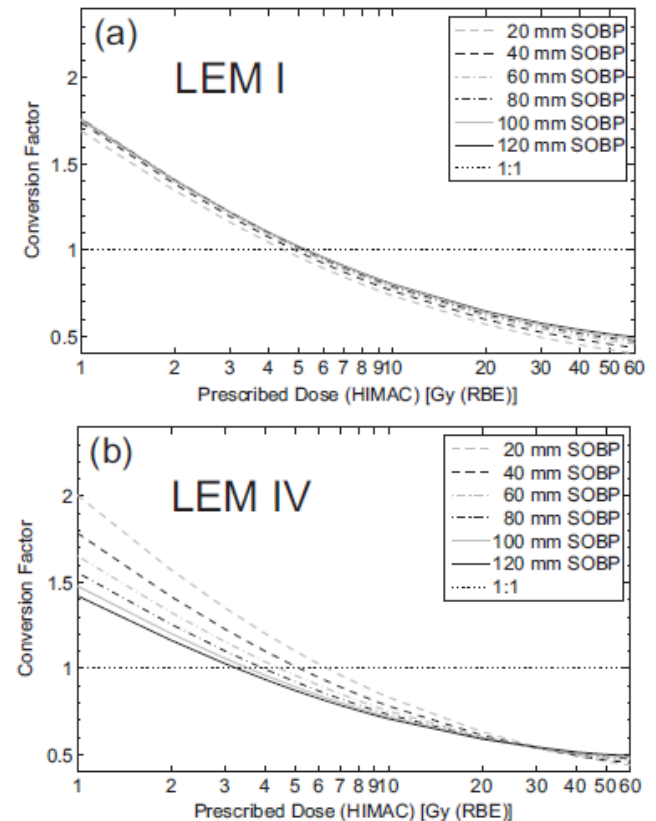 (a)
LEM I
20 mm SOBP
40 mm SOBP
60 mm SOBP
80 mm SOBP
100 mm SOBP
120 mm SOBP
1:1
Conversion Factor
2
1.5
1
0.5
1 2 3 4 5 6 7 8 910 20 30 40 50 60
Prescribed Dose (HIMAC) [Gy (RBE)]
(b)
LEM IV
20 mm SOBP
40 mm SOBP
60 mm SOBP
80 mm SOBP
100 mm SOBP
120 mm SOBP
1:1
Conversion Factor
2
1.5
1
0.5
1 2 3 4 5 6 7 8 910 20 30 40 50 60
Prescribed Dose (HIMAC) [Gy (RBE)]